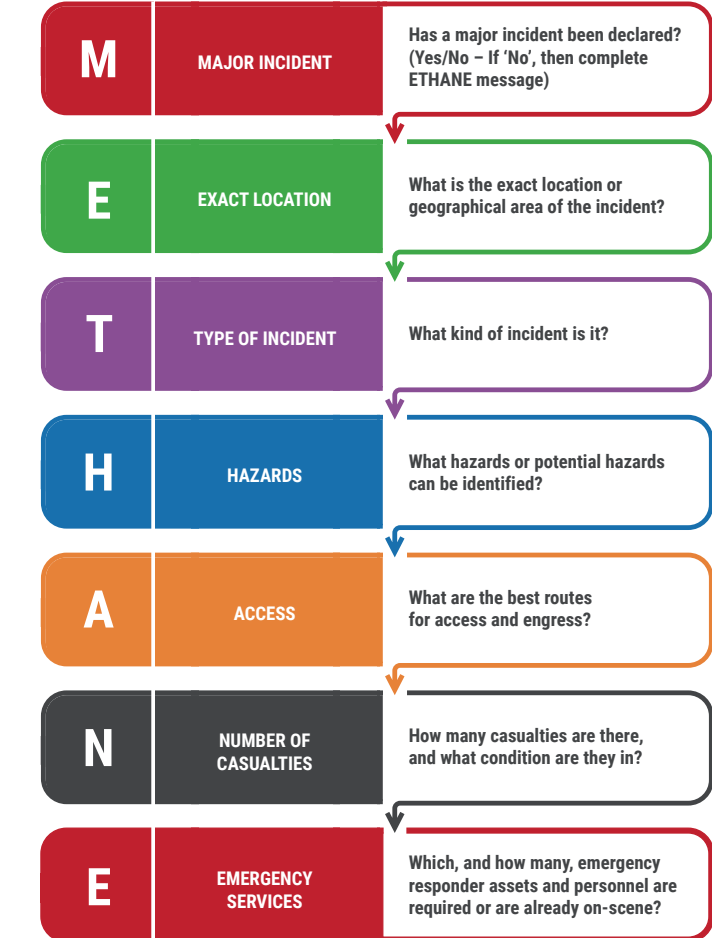 M
MAJOR INCIDENT
Has a major incident been declared?
(Yes/No – If ‘No’, then complete
ETHANE message)
E
EXACT LOCATION
What is the exact location or
geographical area of the incident?
T
TYPE OF INCIDENT
What kind of incident is it?
H
HAZARDS
What hazards or potential hazards
can be identified?
A
ACCESS
What are the best routes
for access and engress?
N
NUMBER OF
CASUALTIES
How many casualties are there,
and what condition are they in?
E
EMERGENCY
SERVICES
Which, and how many, emergency
responder assets and personnel are
required or are already on-scene?